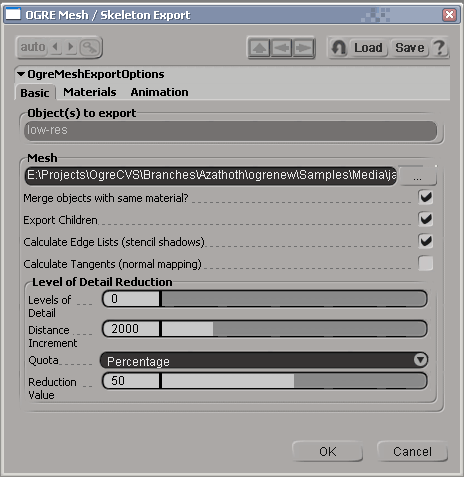 OGRE Mesh / Skeleton Export
auto
Load
Save
?
OgreMeshExportOptions
Basic
Materials
Animation
Object(s) to export
low-res
Mesh
E:\Projects\OgreCVS\Branches\Azathoth\ogrenew\Samples\Media\ja
...
Merge objects with same material?
Export Children
Calculate Edge Lists (stencil shadows)
Calculate Tangents (normal mapping)
Level of Detail Reduction
Levels of Detail
0
Distance Increment
2000
Quota
Percentage
Reduction Value
50
OK
Cancel